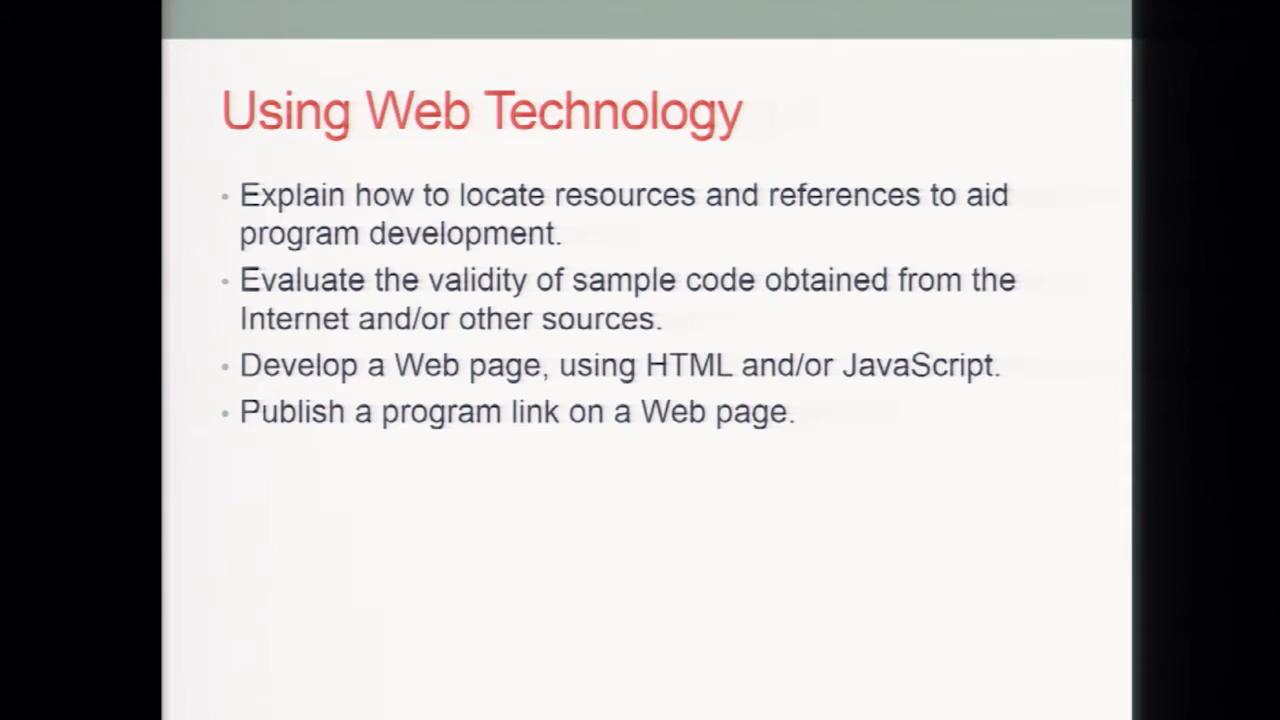 Using Web Technology
• Explain how to locate resources and references to aid
program development.
• Evaluate the validity of sample code obtained from the
Internet and/or other sources.
• Develop a Web page, using HTML and/or JavaScript.
• Publish a program link on a Web page.